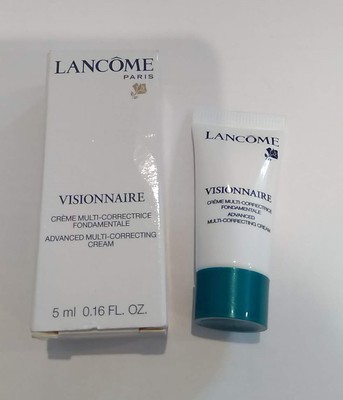 LANCÔME
PARIS
VISIONNAIRE
CRÈME MULTI-CORRECTRICE
FONDAMENTALE
ADVANCED MULTI-CORRECTING
CREAM
5 ml 0.16 FL. OZ.
LANCÔME
VISIONNAIRE
CRÈME MULTI-CORRECTRICE
FONDAMENTALE
ADVANCED
MULTI-CORRECTING CREAM